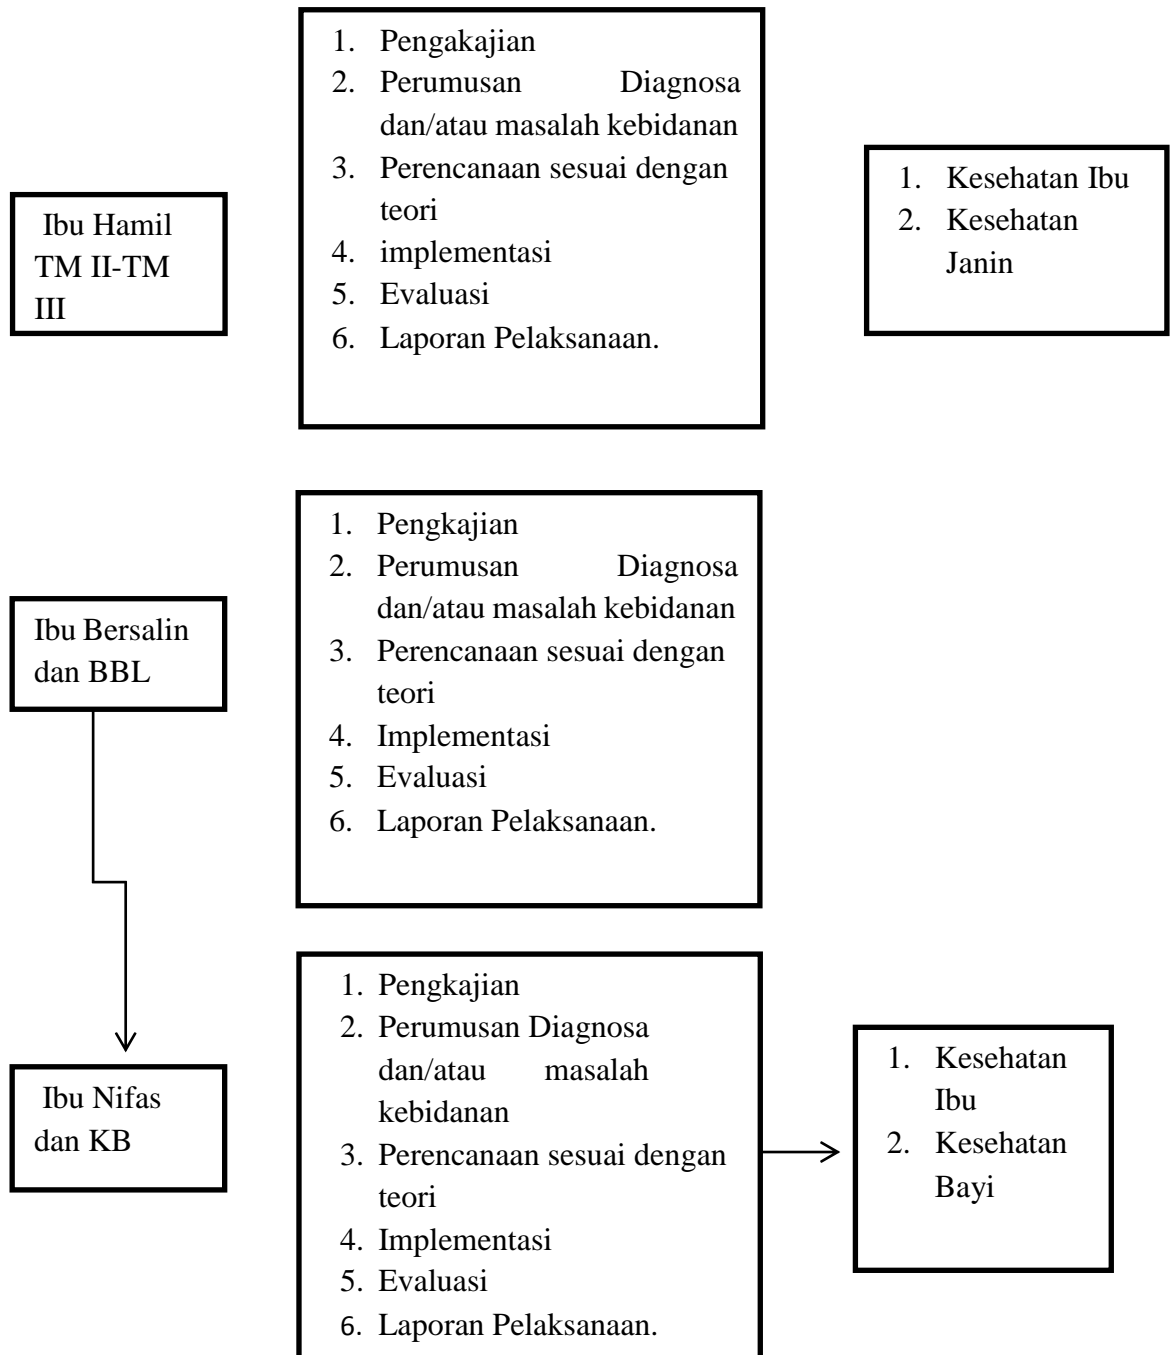 Ibu Hamil
TM II-TM
III
1. Pengakajian
2. Perumusan Diagnosa
dan/atau masalah kebidanan
3. Perencanaan sesuai dengan
teori
4. implementasi
5. Evaluasi
6. Laporan Pelaksanaan.
1. Kesehatan Ibu
2. Kesehatan
Janin
Ibu Bersalin
dan BBL
1. Pengkajian
2. Perumusan Diagnosa
dan/atau masalah kebidanan
3. Perencanaan sesuai dengan
teori
4. Implementasi
5. Evaluasi
6. Laporan Pelaksanaan.
Ibu Nifas
dan KB
1. Pengkajian
2. Perumusan Diagnosa
dan/atau masalah
kebidanan
3. Perencanaan sesuai dengan
teori
4. Implementasi
5. Evaluasi
6. Laporan Pelaksanaan.
1. Kesehatan
Ibu
2. Kesehatan
Bayi